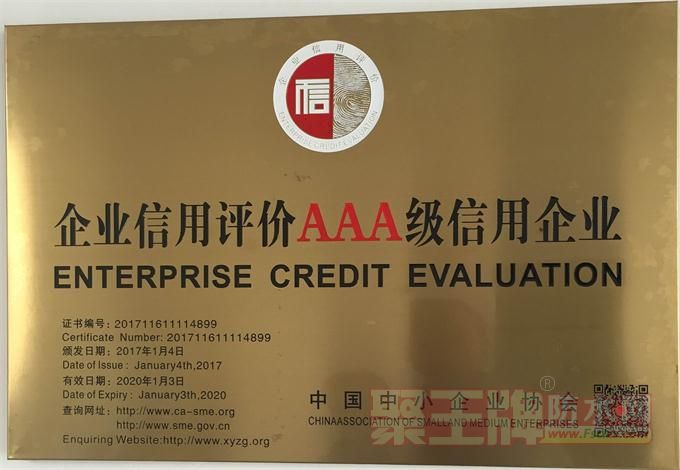 企业信用评价
信
ENTERPRISE CREDIT EVALUATION
企业信用评价AAA级信用企业
ENTERPRISE CREDIT EVALUATION
证书编号：201711611114899
Certificate Number: 201711611114899
颁发日期：2017年1月4日
Date of Issue : January4th,2017
有效日期：2020年1月3日
Date of Expiry : January3th,2020
查询网址：http://www.ca-sme.org
http://www.sme.gov.cn
Enquiring Website:http://www.xyzg.org
中国中小企业协会
CHINAASSOCIATION OF SMALLAND MEDIUM ENTERPRISES
聚王牌®防水网